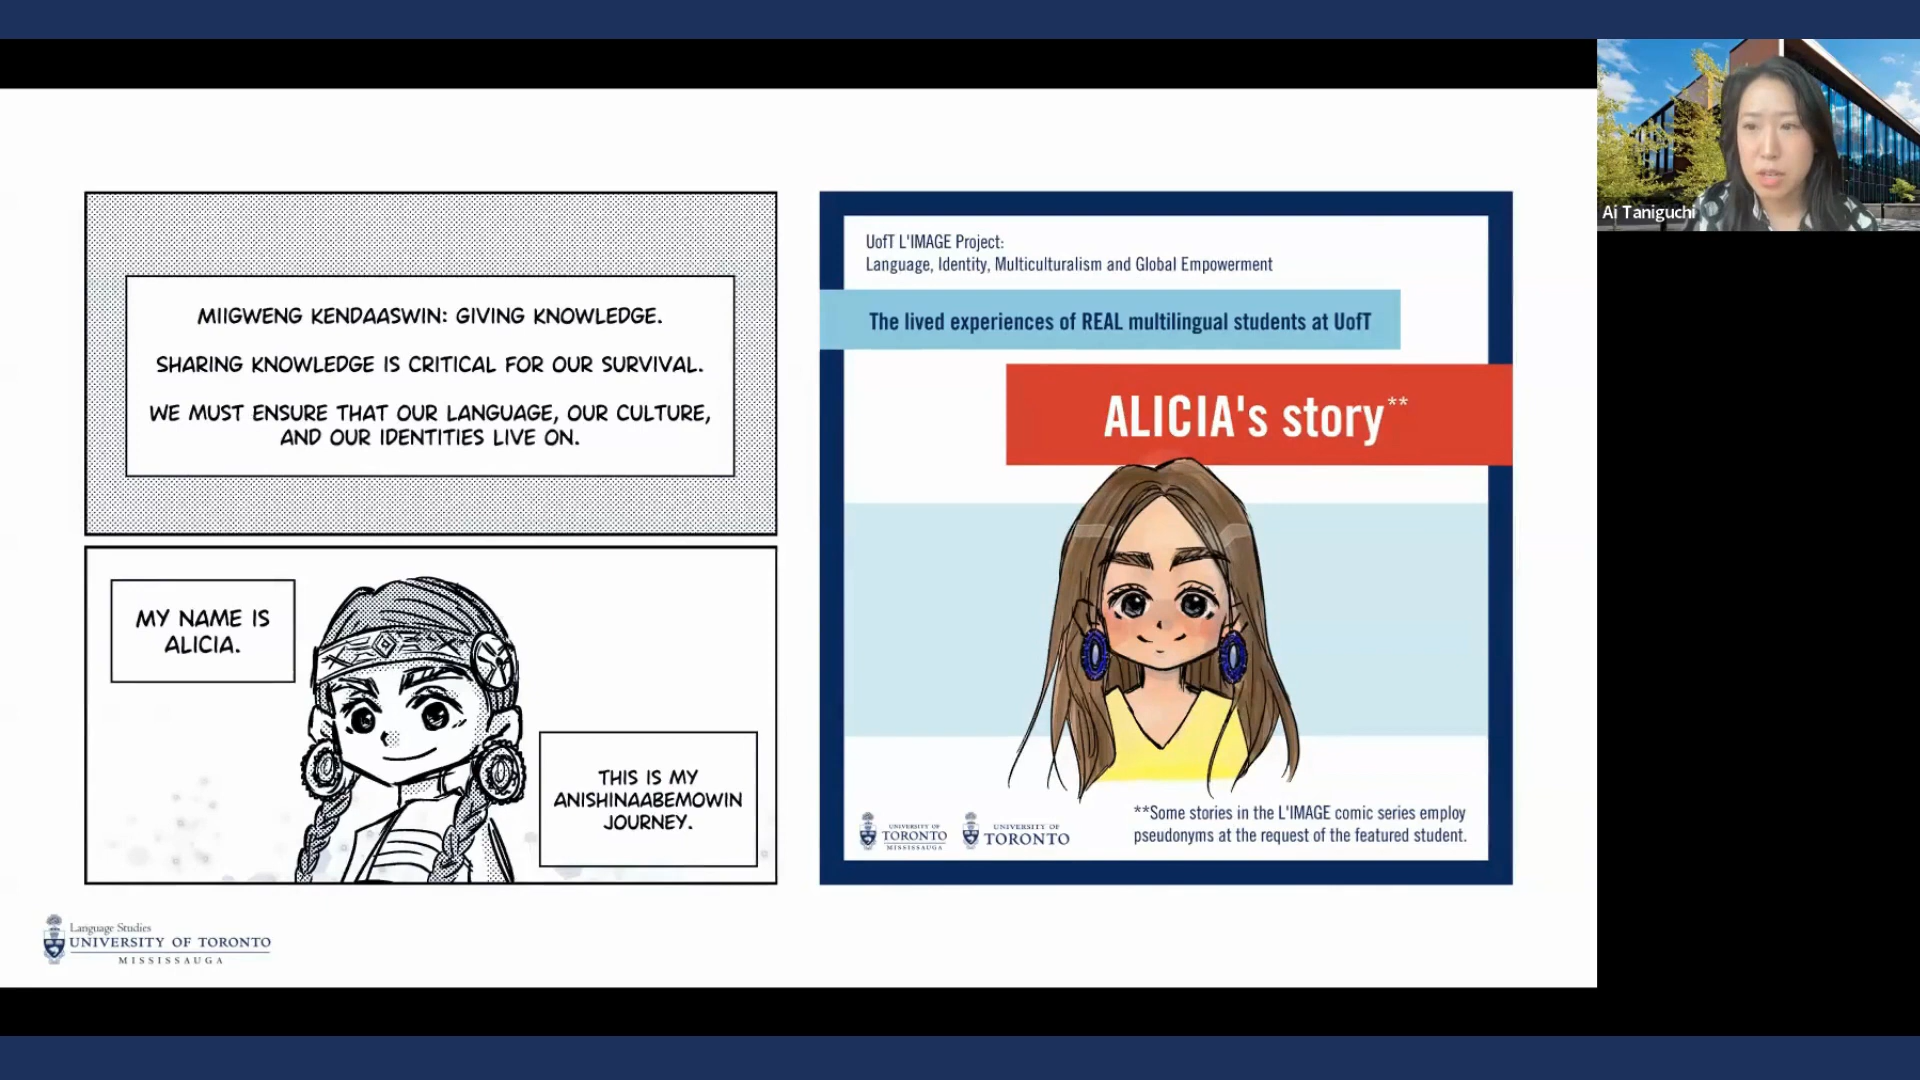 MIIGWENG KENDAASWIN: GIVING KNOWLEDGE.
SHARING KNOWLEDGE IS CRITICAL FOR OUR SURVIVAL.
WE MUST ENSURE THAT OUR LANGUAGE, OUR CULTURE,
AND OUR IDENTITIES LIVE ON.
MY NAME IS
ALICIA.
THIS IS MY
ANISHINAABEMOWIN
JOURNEY.
Language Studies
UNIVERSITY OF TORONTO
MISSISSAUGA
UofT L'IMAGE Project:
Language, Identity, Multiculturalism and Global Empowerment
The lived experiences of REAL multilingual students at UofT
ALICIA's story**
UNIVERSITY OF
TORONTO
MISSISSAUGA
UNIVERSITY OF
TORONTO
**Some stories in the L'IMAGE comic series employ
pseudonyms at the request of the featured student.
Ai Taniguchi